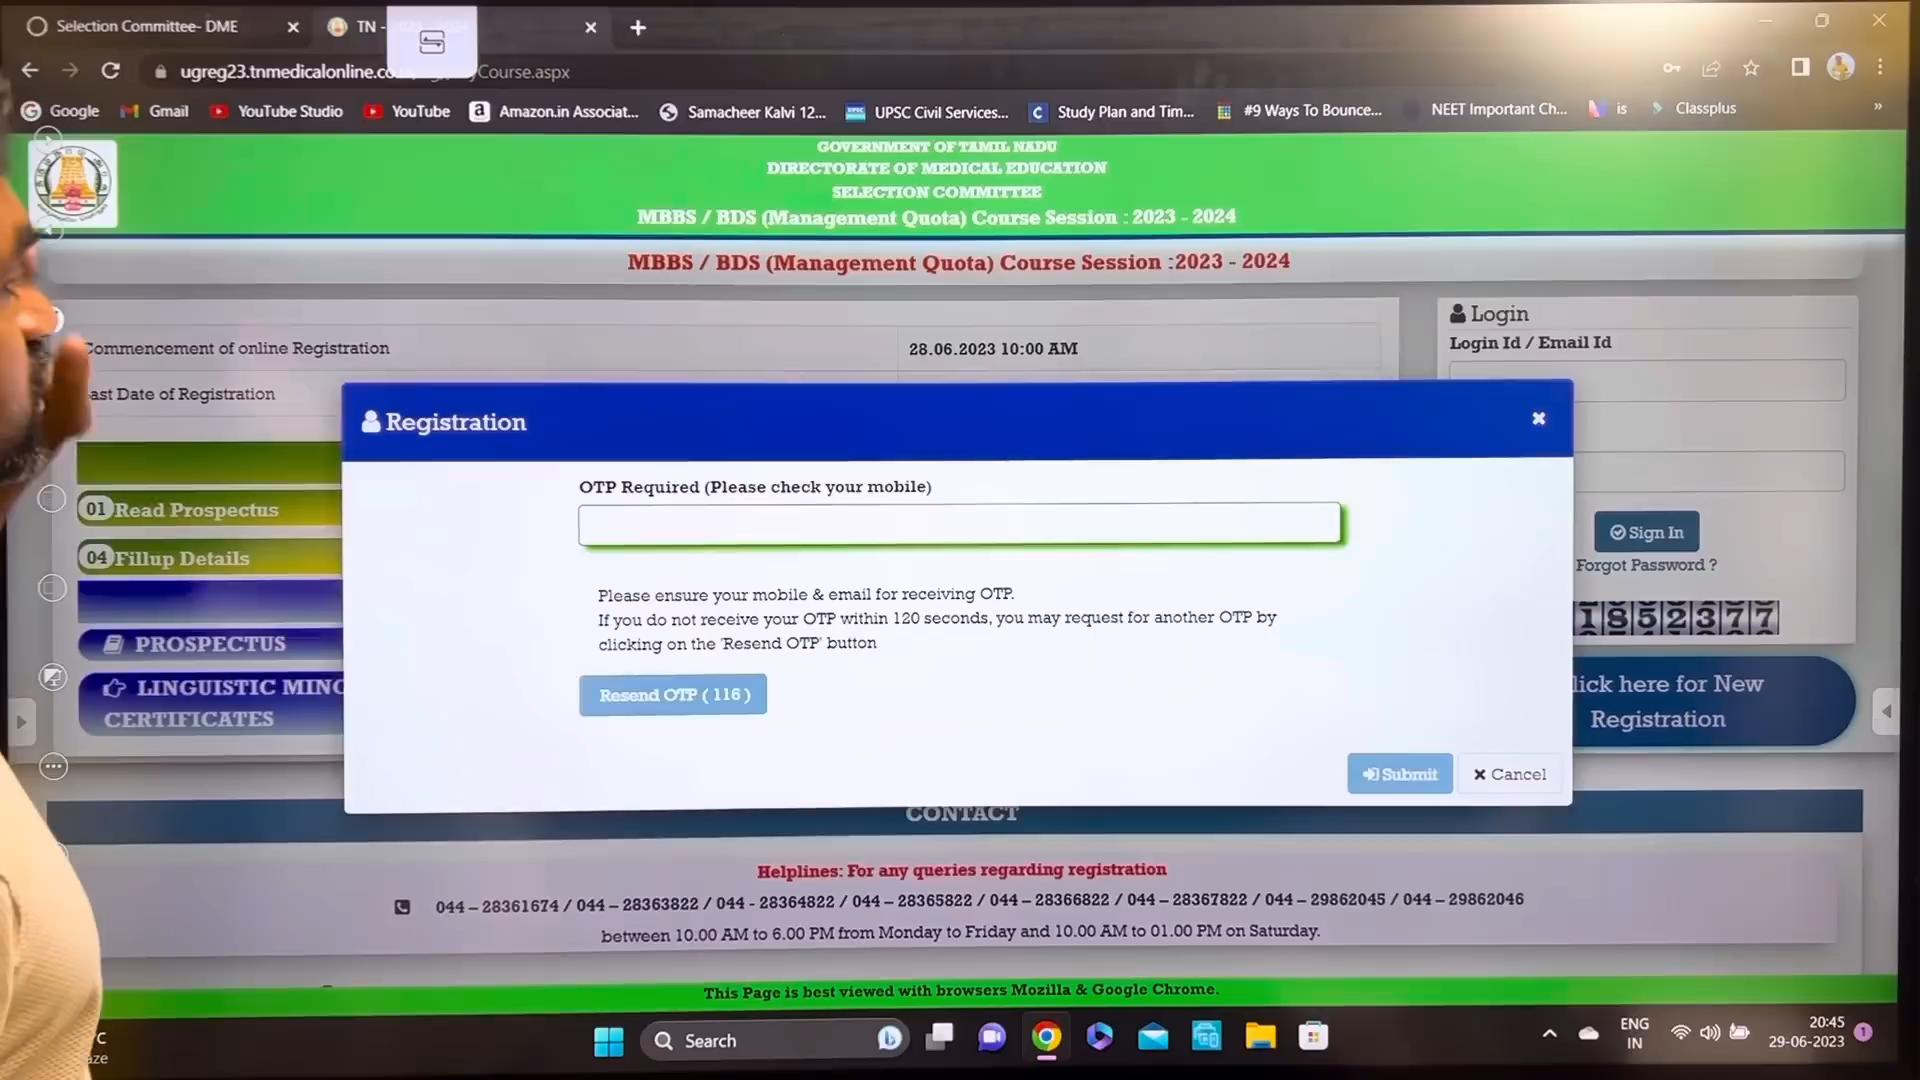 Selection Committee- DME
TN -
ugreg23.tnmedicalonline.co
Course.aspx
Google
Gmail
YouTube Studio
YouTube
Amazon.in Associat...
Samacheer Kalvi 12...
UPSC Civil Services...
Study Plan and Tim...
#9 Ways To Bounce...
NEET Important Ch...
is
Classplus
GOVERNMENT OF TAMIL NADU
DIRECTORATE OF MEDICAL EDUCATION
SELECTION COMMITTEE
MBBS / BDS (Management Quota) Course Session : 2023 - 2024
MBBS / BDS (Management Quota) Course Session :2023 - 2024
Commencement of online Registration
28.06.2023 10:00 AM
ast Date of Registration
Login
Login Id / Email Id
Registration
OTP Required (Please check your mobile)
01 Read Prospectus
04 Fillup Details
Sign In
Forgot Password ?
Please ensure your mobile & email for receiving OTP.
If you do not receive your OTP within 120 seconds, you may request for another OTP by
clicking on the 'Resend OTP' button
1852377
PROSPECTUS
LINGUISTIC MINO
CERTIFICATES
Resend OTP ( 116 )
lick here for New
Registration
Submit
Cancel
CONTACT
Helplines: For any queries regarding registration
044 – 28361674 / 044 – 28363822 / 044 - 28364822 / 044 – 28365822 / 044 – 28366822 / 044 – 28367822 / 044 – 29862045 / 044 – 29862046
between 10.00 AM to 6.00 PM from Monday to Friday and 10.00 AM to 01.00 PM on Saturday.
This Page is best viewed with browsers Mozilla & Google Chrome.
C
aze
Search
ENG
IN
20:45
29-06-2023
1